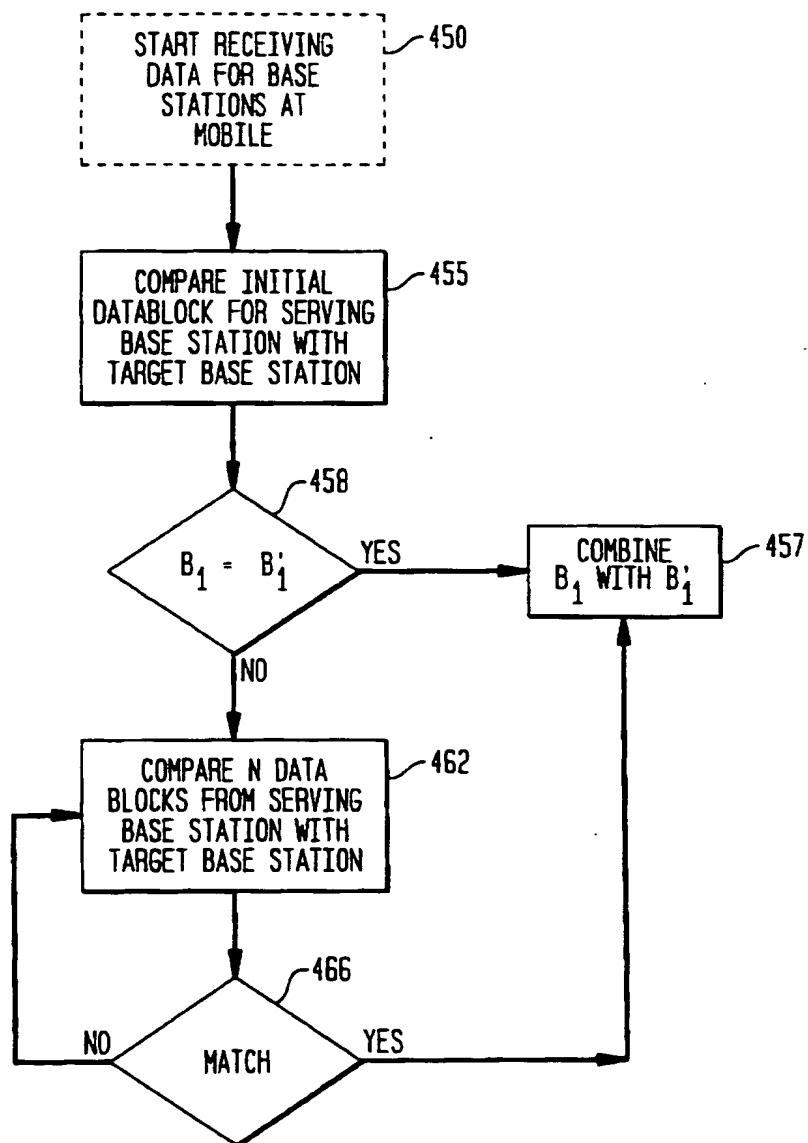 START RECEIVING
DATA FOR BASE
STATIONS AT
MOBILE
450
COMPARE INITIAL
DATABLOCK FOR SERVING
BASE STATION WITH
TARGET BASE STATION
455
458
B₁ = B₁'
YES
NO
COMBINE
B₁ WITH B₁'
457
COMPARE N DATA
BLOCKS FROM SERVING
BASE STATION WITH
TARGET BASE STATION
462
466
MATCH
NO
YES